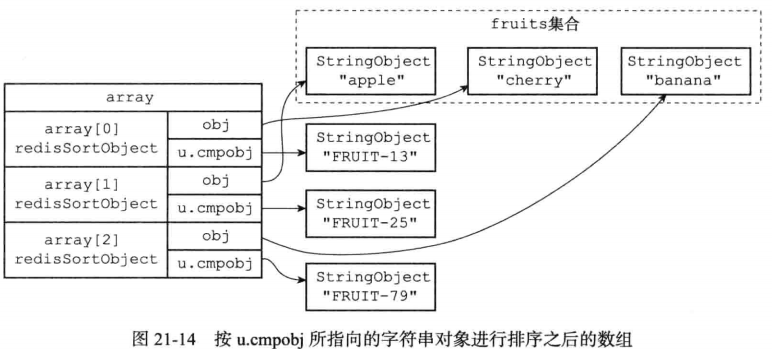 fruits集合
StringObject
"apple"
StringObject
"cherry"
StringObject
"banana"
array
array[0]
redisSortObject
obj
u.cmpobj
StringObject
"FRUIT-13"
array[1]
redisSortObject
obj
u.cmpobj
StringObject
"FRUIT-25"
array[2]
redisSortObject
obj
u.cmpobj
StringObject
"FRUIT-79"
图 21-14 按 u.cmpobj 所指向的字符串对象进行排序之后的数组